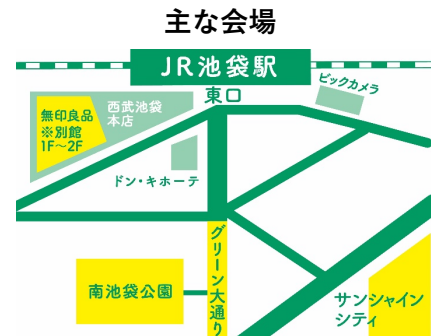 主な会場
JR池袋駅
東口
ビックカメラ
西武池袋
本店
無印良品
※別館
1F～2F
ドン・キホーテ
グリーン大通り
南池袋公園
サンシャイン
シティ